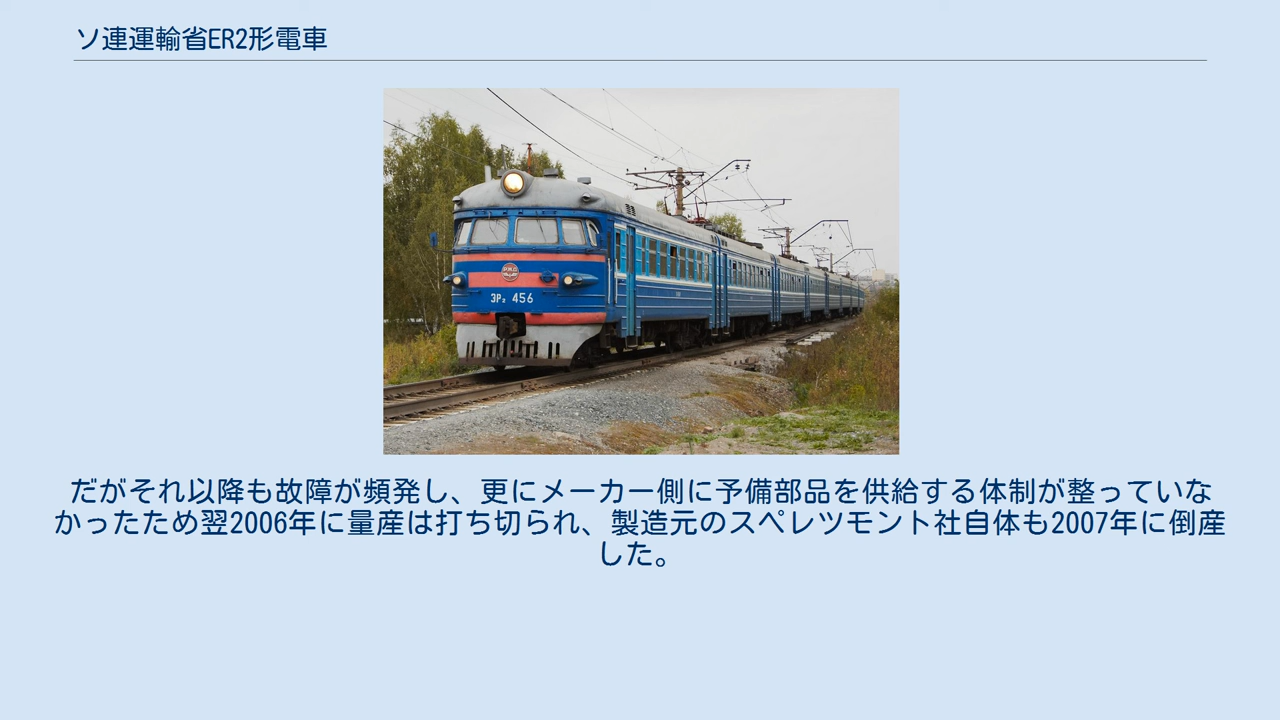 ソ連運輸省ER2形電車
ЭР2 456
だがそれ以降も故障が頻発し、更にメーカー側に予備部品を供給する体制が整っていな
かったため翌2006年に量産は打ち切られ、製造元のスペレツモント社自体も2007年に倒産
した。